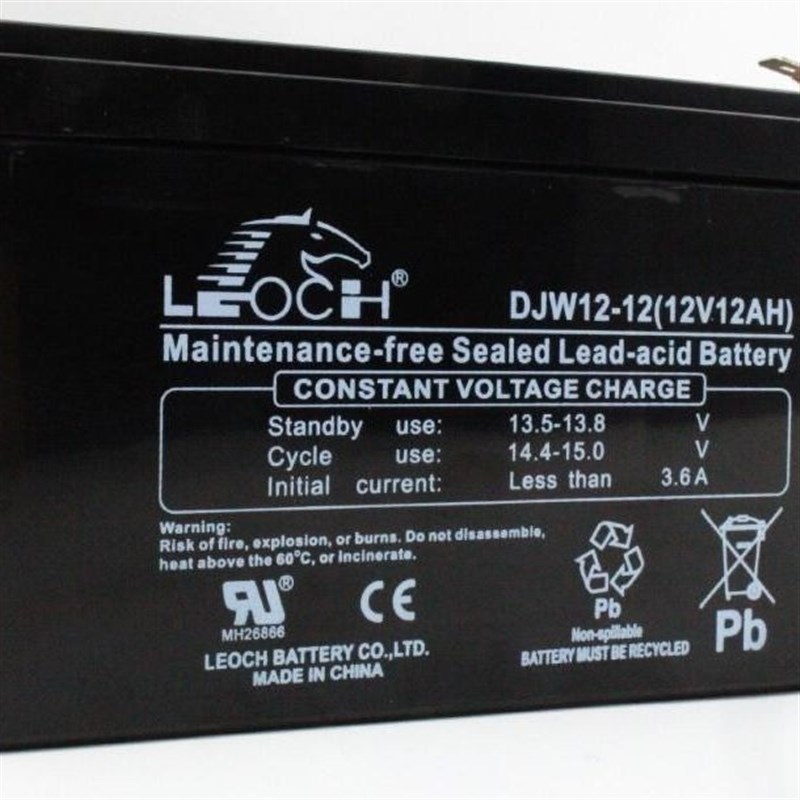 LEOCH®
DJW12-12(12V12AH)
Maintenance-free Sealed Lead-acid Battery
CONSTANT VOLTAGE CHARGE
Standby use: 13.5-13.8 V
Cycle use: 14.4-15.0 V
Initial current: Less than 3.6A
Warning:
Risk of fire, explosion, or burns. Do not disassemble,
heat above the 60°C, or incinerate.
RU®
CE
MH26866
LEOCH BATTERY CO.,LTD.
MADE IN CHINA
Pb
Non-spillable
BATTERY MUST BE RECYCLED
Pb